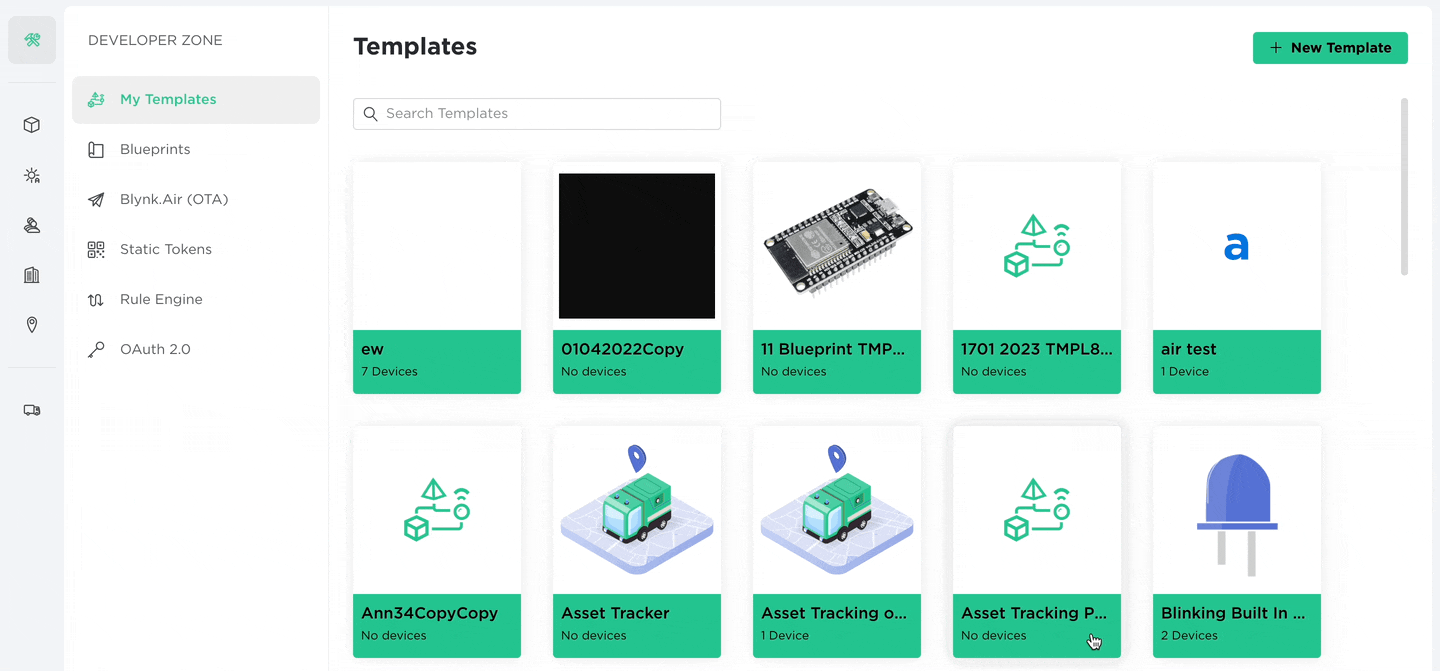 DEVELOPER ZONE
My Templates
Blueprints
Blynk.Air (OTA)
Static Tokens
Rule Engine
OAuth 2.0
Templates
New Template
Search Templates
ew
7 Devices
01042022Copy
No devices
11 Blueprint TMP...
No devices
1701 2023 TMPL8...
No devices
a
air test
1 Device
Ann34CopyCopy
No devices
Asset Tracker
No devices
Asset Tracking o...
1 Device
Asset Tracking P...
No devices
Blinking Built In ...
2 Devices